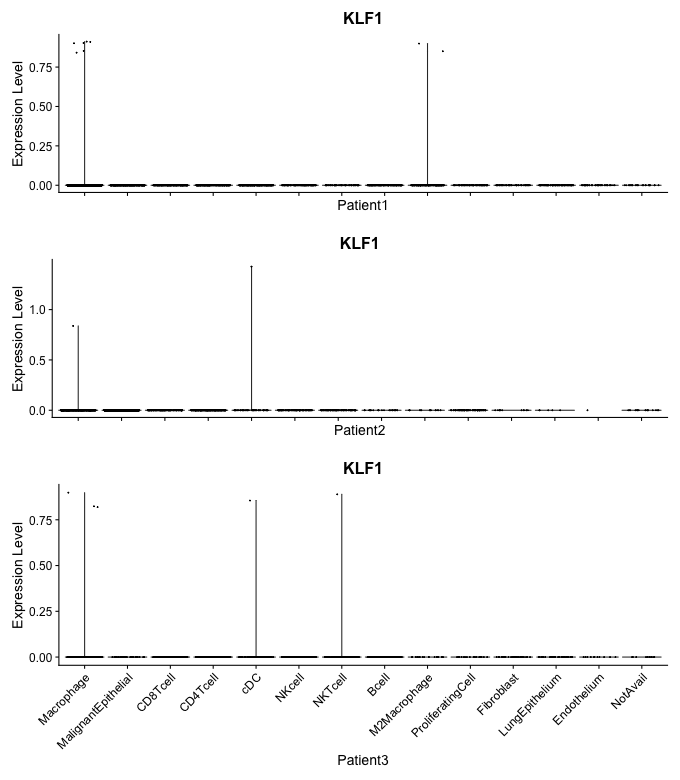 KLF1
Expression Level
0.75
0.50
0.25
0.00
Patient1
KLF1
Expression Level
1.0
0.5
0.0
Patient2
KLF1
Expression Level
0.75
0.50
0.25
0.00
Macrophage
MalignantEpithelial
CD8Tcell
CD4Tcell
cDC
NKcell
NKTcell
Bcell
M2Macrophage
ProliferatingCell
Fibroblast
LungEpithelium
Endothelium
NotAvail
Patient3